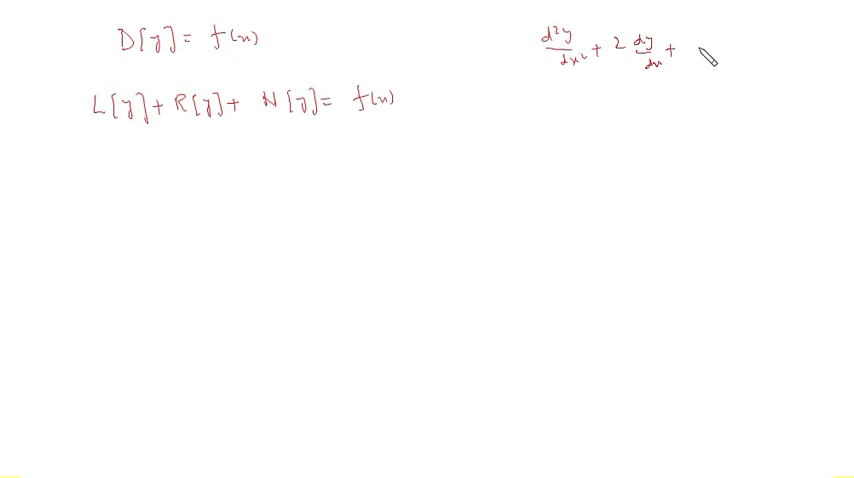 D[y] = f(x)
d²y/dx² + 2 dy/dx +
L[y] + R[y] + N[y] = f(x)